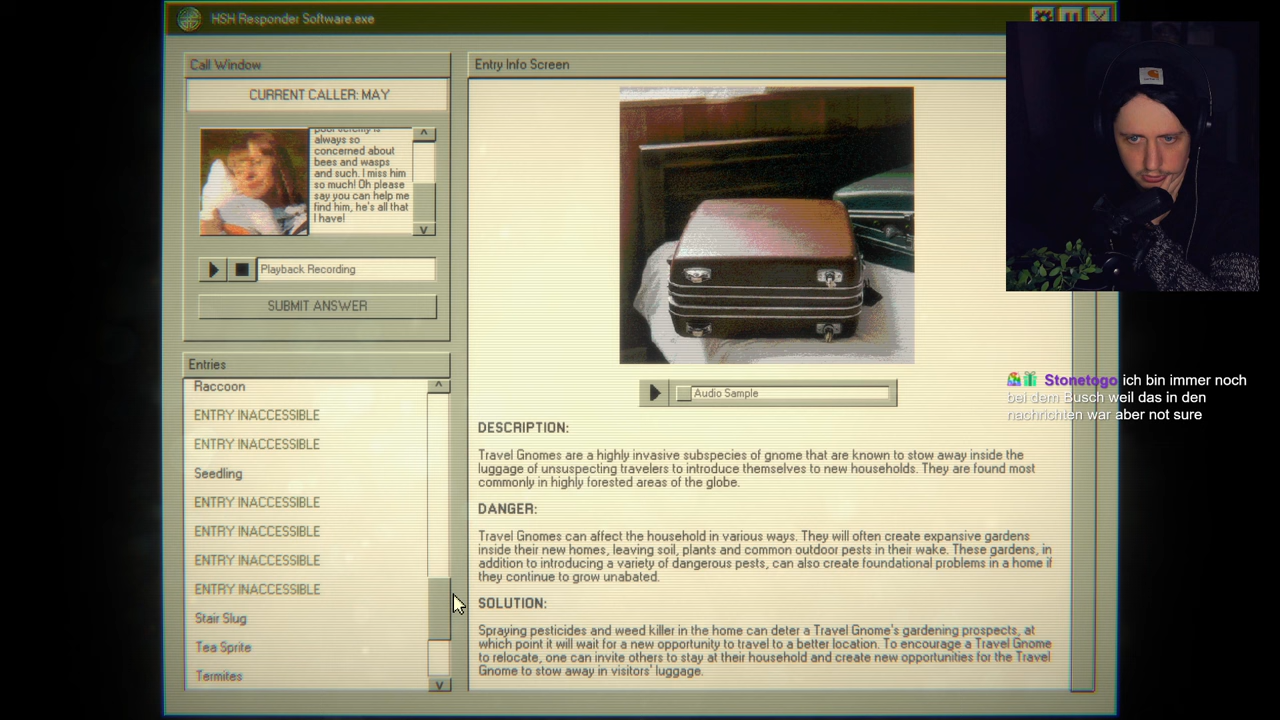 HSH Responder Software.exe
Call Window
CURRENT CALLER: MAY
always so
concerned about
bees and wasps
and such. I miss him
so much! Oh please
say you can help me
find him, he's all that
I have!
Playback Recording
SUBMIT ANSWER
Entries
Raccoon
ENTRY INACCESSIBLE
ENTRY INACCESSIBLE
Seedling
ENTRY INACCESSIBLE
ENTRY INACCESSIBLE
ENTRY INACCESSIBLE
ENTRY INACCESSIBLE
Stair Slug
Tea Sprite
Termites
Entry Info Screen
Audio Sample
DESCRIPTION:
Travel Gnomes are a highly invasive subspecies of gnome that are known to stow away inside the
luggage of unsuspecting travelers to introduce themselves to new households. They are found most
commonly in highly forested areas of the globe.
DANGER:
Travel Gnomes can affect the household in various ways. They will often create expansive gardens
inside their new homes, leaving soil, plants and common outdoor pests in their wake. These gardens, in
addition to introducing a variety of dangerous pests, can also create foundational problems in a home if
they continue to grow unabated.
SOLUTION:
Spraying pesticides and weed killer in the home can deter a Travel Gnome's gardening prospects, at
which point it will wait for a new opportunity to travel to a better location. To encourage a Travel Gnome
to relocate, one can invite others to stay at their household and create new opportunities for the Travel
Gnome to stow away in visitors' luggage.
Stonetogo ich bin immer noch
bei dem Busch weil das in den
nachrichten war aber not sure